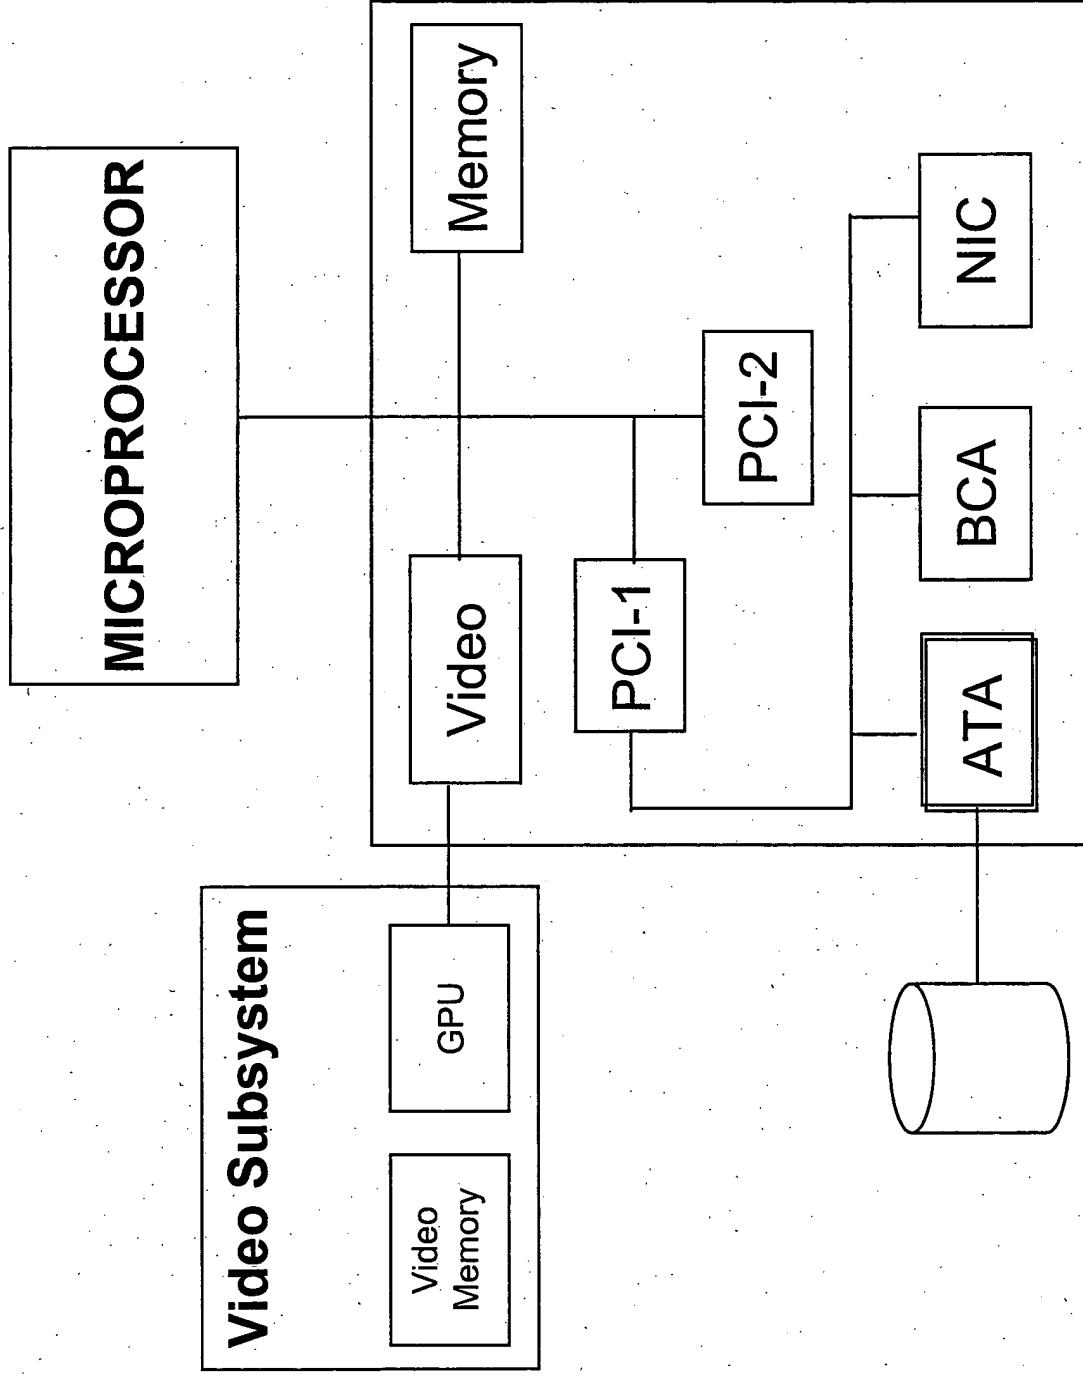 MICROPROCESSOR
Memory
Video
Video Subsystem
GPU
Video
Memory
PCI-1
PCI-2
ATA
BCA
NIC